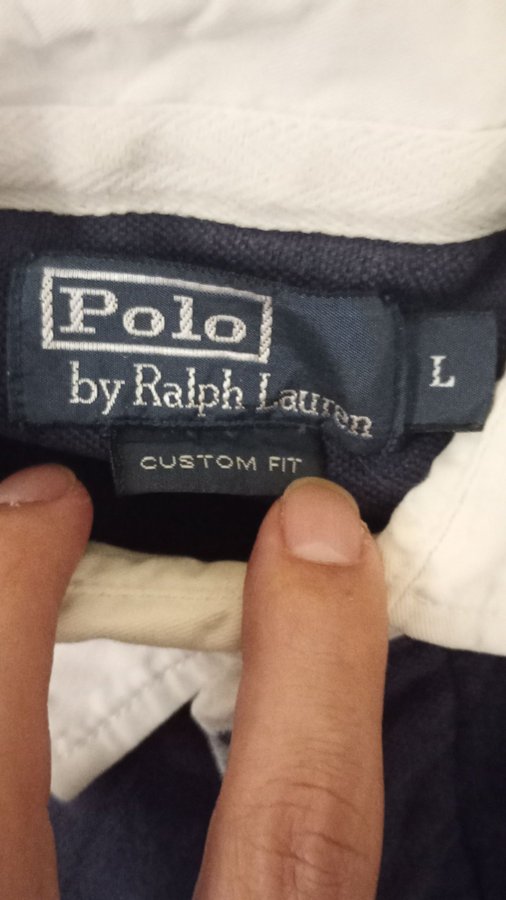 Polo
by Ralph Lauren
L
CUSTOM FIT